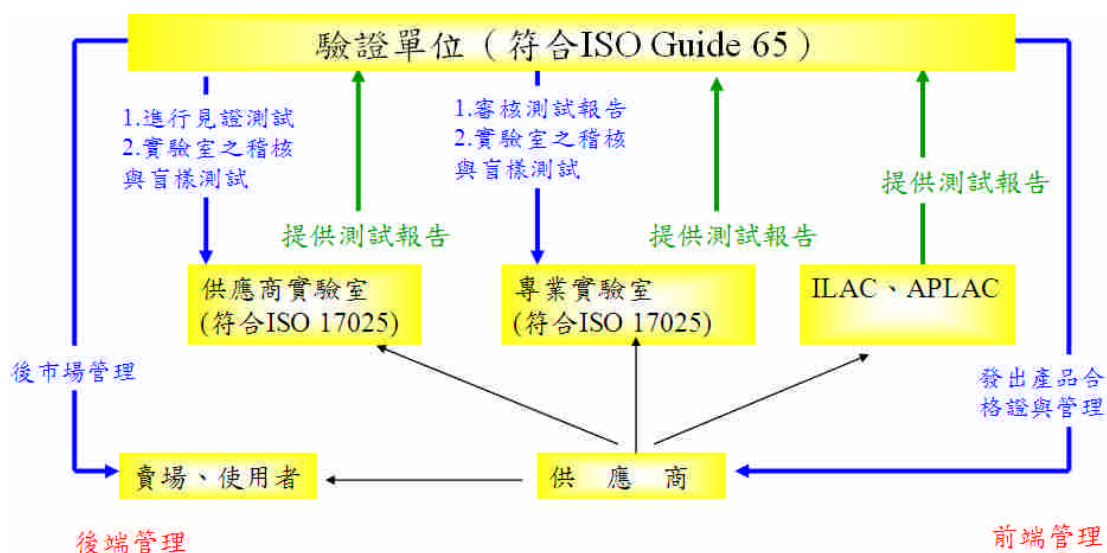 驗證單位（符合ISO Guide 65）
1.進行見證測試
2.實驗室之稽核
與盲樣測試
1.審核測試報告
2.實驗室之稽核
與盲樣測試
提供測試報告
提供測試報告
提供測試報告
供應商實驗室
(符合ISO 17025)
專業實驗室
(符合ISO 17025)
ILAC、APLAC
後市場管理
發出產品合
格證與管理
賣場、使用者
供 應 商
後端管理
前端管理